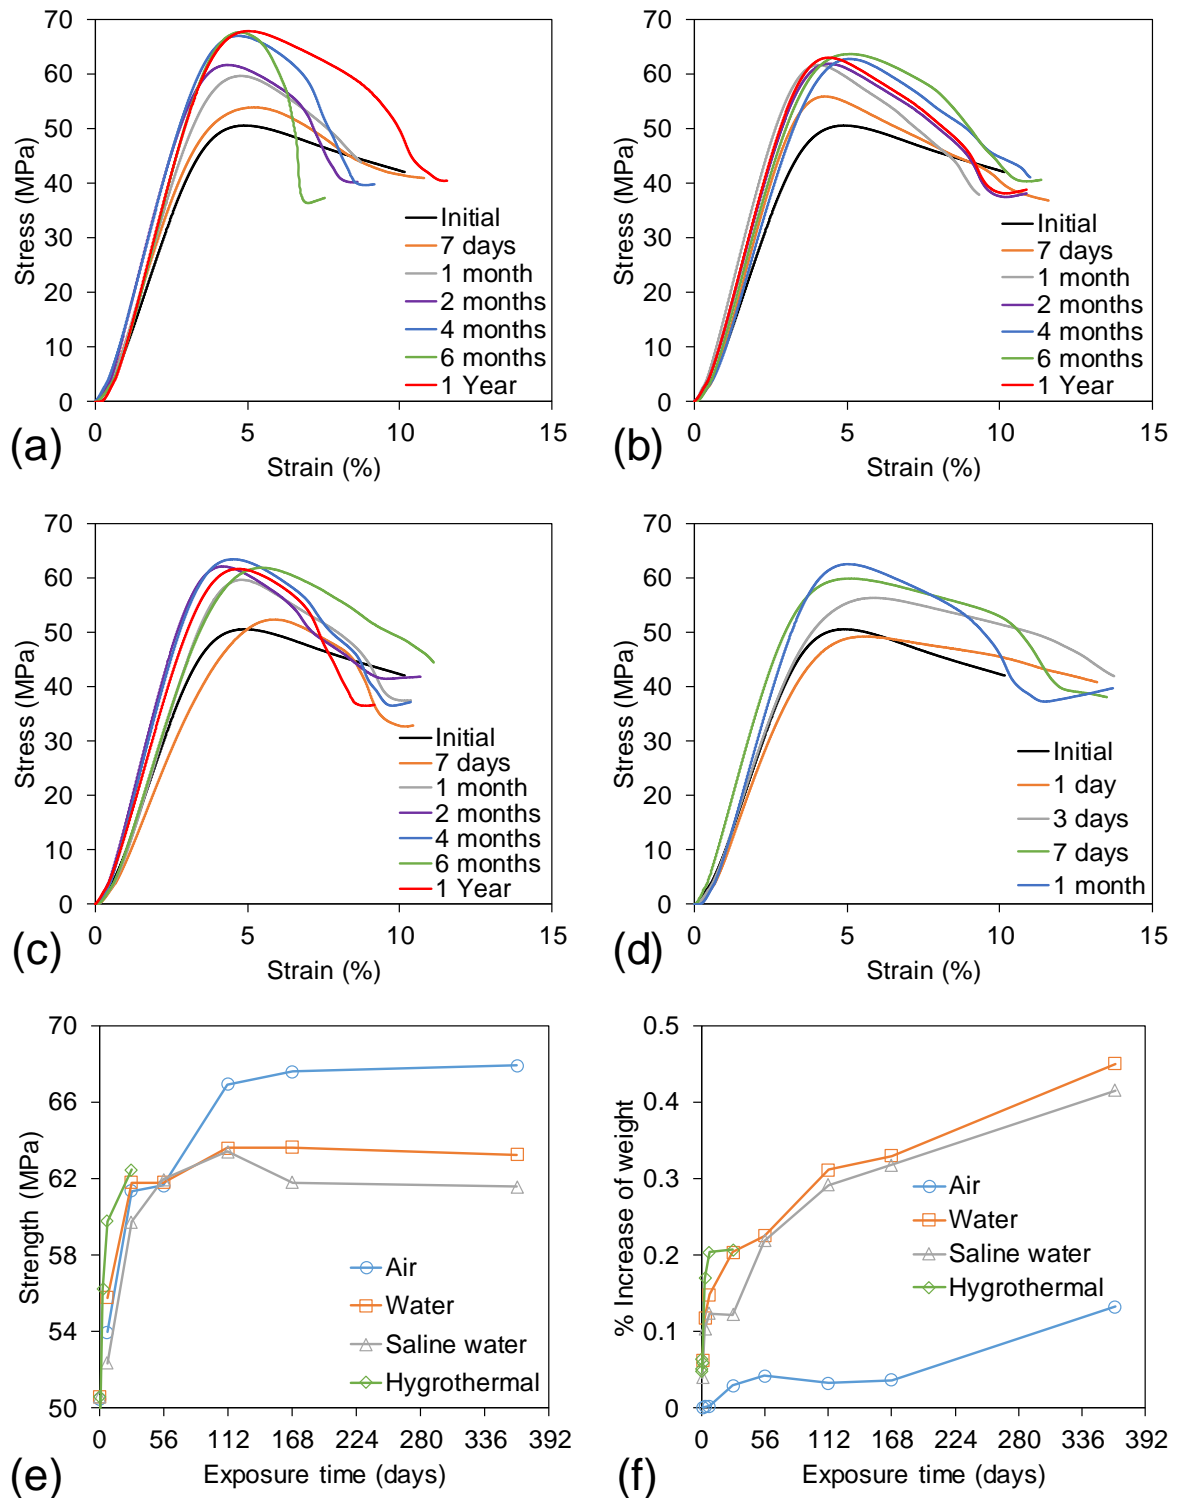 70
60
50
40
30
20
10
0
Stress (MPa)
Initial
7 days
1 month
2 months
4 months
6 months
1 Year
0 5 10 15
Strain (%)
(a)
70
60
50
40
30
20
10
0
Stress (MPa)
Initial
7 days
1 month
2 months
4 months
6 months
1 Year
0 5 10 15
Strain (%)
(b)
70
60
50
40
30
20
10
0
Stress (MPa)
Initial
7 days
1 month
2 months
4 months
6 months
1 Year
0 5 10 15
Strain (%)
(c)
70
60
50
40
30
20
10
0
Stress (MPa)
Initial
1 day
3 days
7 days
1 month
0 5 10 15
Strain (%)
(d)
70
66
62
58
54
50
Strength (MPa)
Air
Water
Saline water
Hygrothermal
0 56 112 168 224 280 336 392
Exposure time (days)
(e)
0.5
0.4
0.3
0.2
0.1
0
% Increase of weight
Air
Water
Saline water
Hygrothermal
0 56 112 168 224 280 336 392
Exposure time (days)
(f)